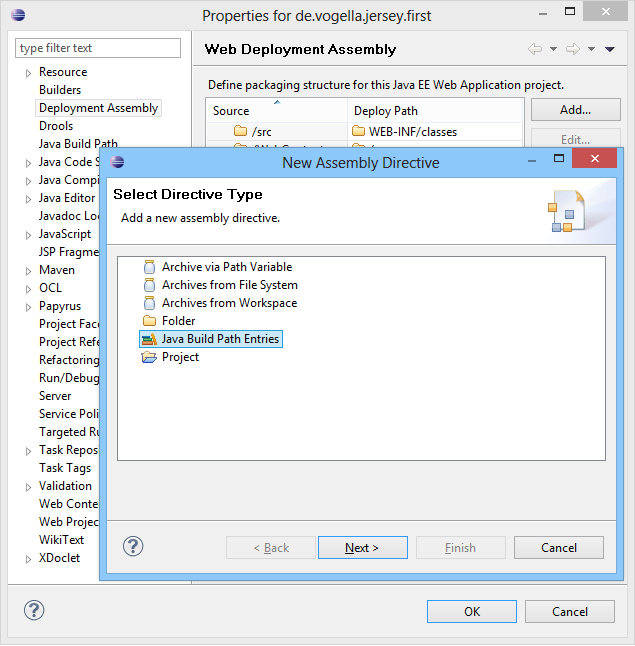 Properties for de.vogella.jersey.first
type filter text
Resource
Builders
Deployment Assembly
Drools
Java Build Path
Java Code S
Java Compi
Java Editor
Javadoc Loc
JavaScript
JSP Fragme
Maven
OCL
Papyrus
Project Face
Project Refe
Refactoring
Run/Debug
Server
Service Poli
Targeted Ru
Task Repos
Task Tags
Validation
Web Conte
Web Projec
WikiText
XDoclet
Web Deployment Assembly
Define packaging structure for this Java EE Web Application project.
Source Deploy Path
/src WEB-INF/classes
Add...
Edit...
New Assembly Directive
Select Directive Type
Add a new assembly directive.
Archive via Path Variable
Archives from File System
Archives from Workspace
Folder
Java Build Path Entries
Project
< Back Next > Finish Cancel
OK Cancel